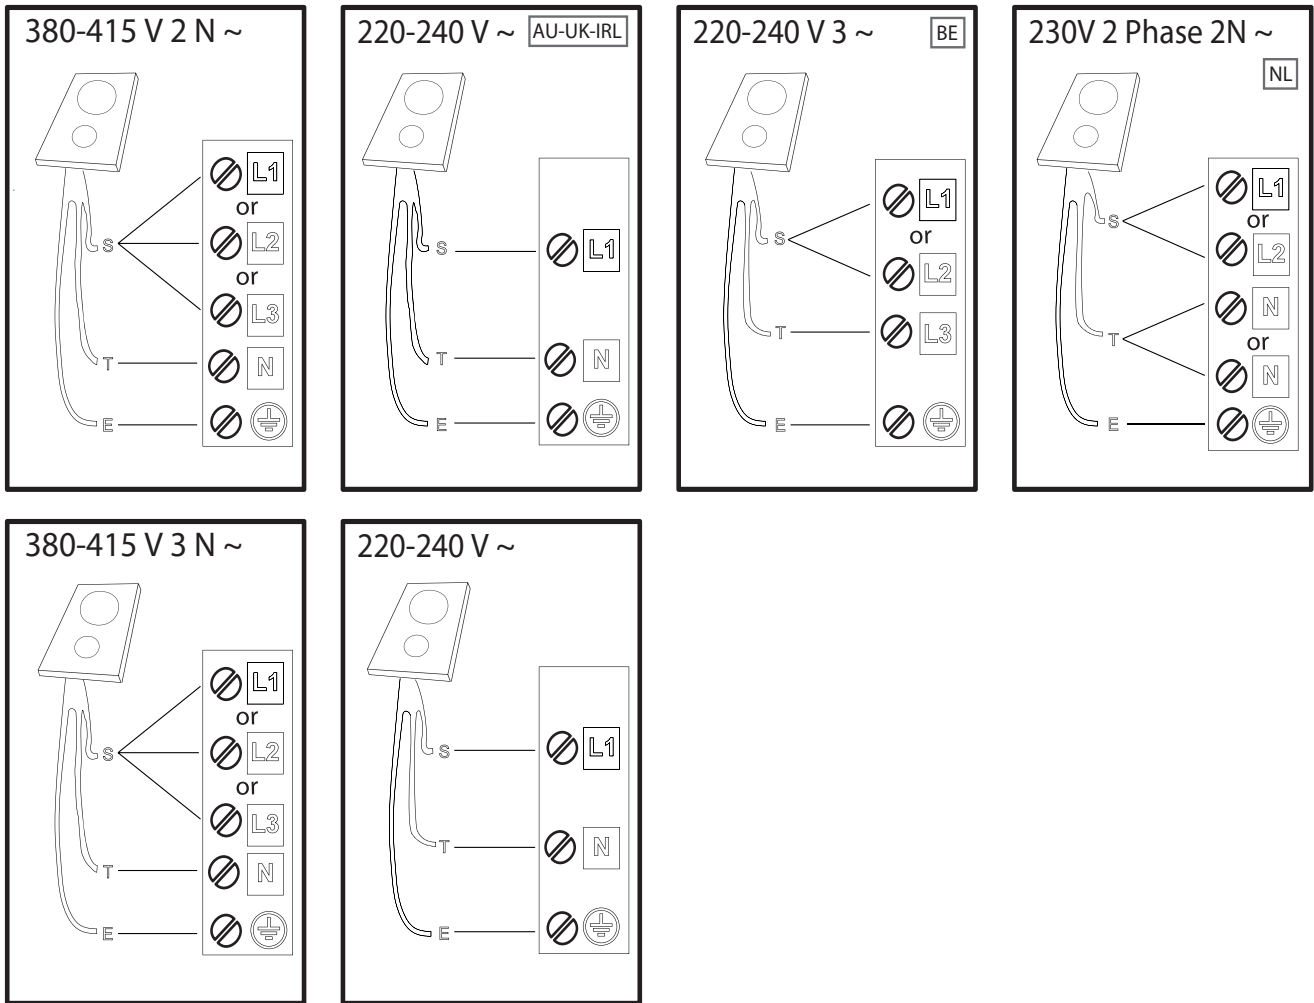 380-415 V 2 N ~
L1
or
S
L2
or
L3
T
N
E
220-240 V ~ AU-UK-IRL
S
L1
T
N
E
220-240 V 3 ~ BE
L1
S
or
L2
T
L3
E
230V 2 Phase 2N ~
NL
L1
S
or
L2
N
T
or
N
E
380-415 V 3 N ~
L1
or
S
L2
or
L3
T
N
E
220-240 V ~
S
L1
T
N
E